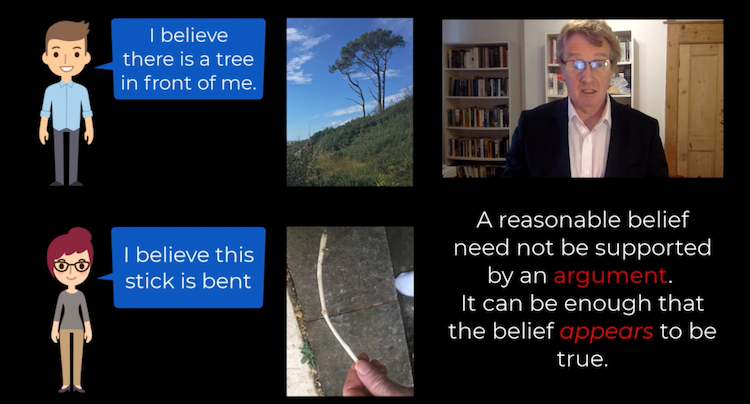 I believe
there is a tree
in front of me.
I believe this
stick is bent
A reasonable belief
need not be supported
by an argument.
It can be enough that
the belief appears to be
true.